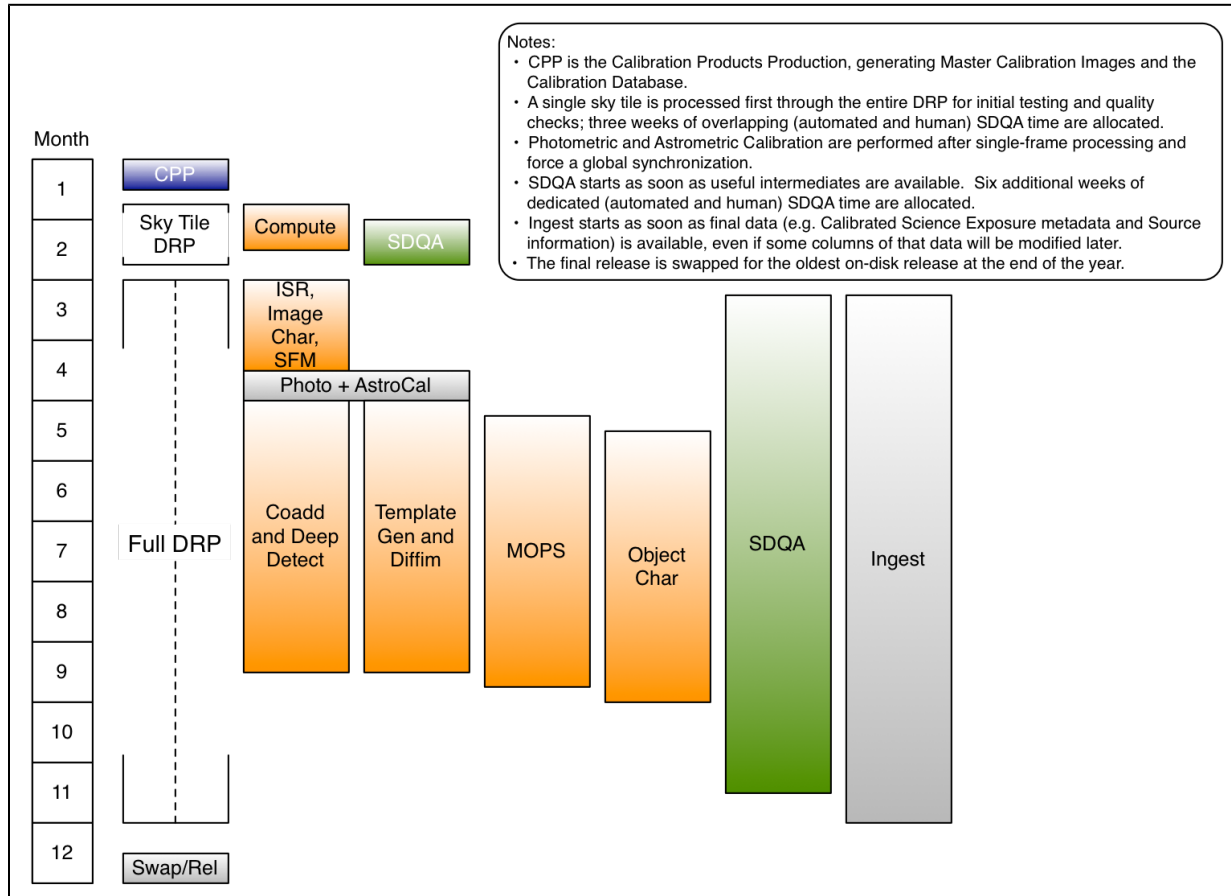 Notes:
• CPP is the Calibration Products Production, generating Master Calibration Images and the
Calibration Database.
• A single sky tile is processed first through the entire DRP for initial testing and quality
checks; three weeks of overlapping (automated and human) SDQA time are allocated.
• Photometric and Astrometric Calibration are performed after single-frame processing and
force a global synchronization.
• SDQA starts as soon as useful intermediates are available.  Six additional weeks of
dedicated (automated and human) SDQA time are allocated.
• Ingest starts as soon as final data (e.g. Calibrated Science Exposure metadata and Source
information) is available, even if some columns of that data will be modified later.
• The final release is swapped for the oldest on-disk release at the end of the year.
Month
1
2
3
4
5
6
7
8
9
10
11
12
CPP
Sky Tile
DRP
Compute
SDQA
Full DRP
ISR,
Image
Char,
SFM
Photo + AstroCal
Coadd
and Deep
Detect
Template
Gen and
Diffim
MOPS
Object
Char
SDQA
Ingest
Swap/Rel